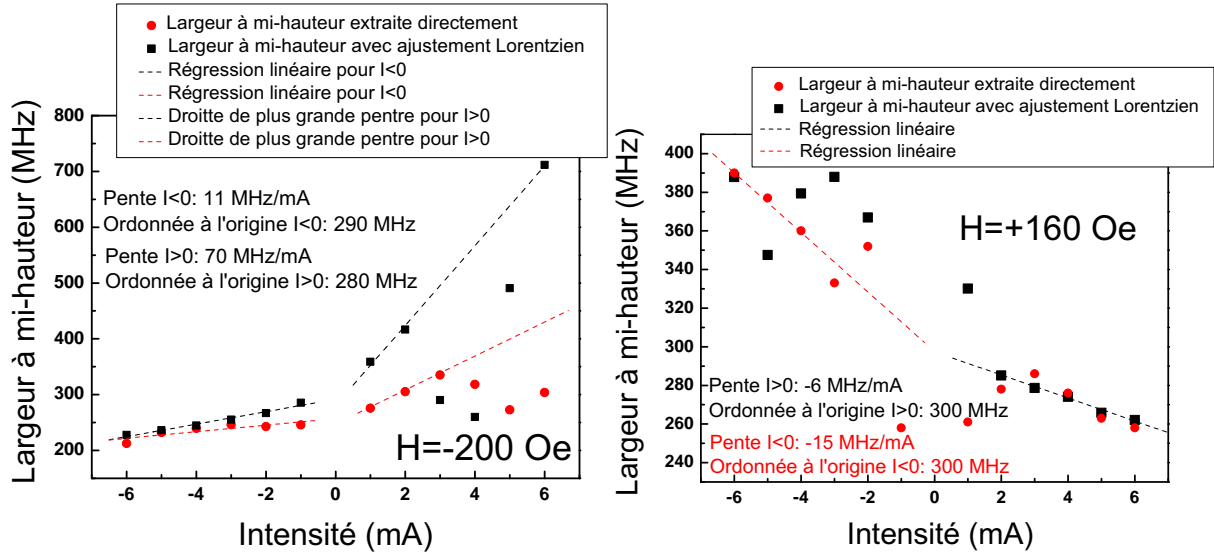 Largeur à mi-hauteur extraite directement
Largeur à mi-hauteur avec ajustement Lorentzien
Régression linéaire pour I<0
Régression linéaire pour I<0
Droitte de plus grande pentre pour I>0
Droitte de plus grande pentre pour I>0
Largeur à mi-hauteur (MHz)
800
700
600
500
400
300
200
Pente I<0: 11 MHz/mA
Ordonnée à l'origine I<0: 290 MHz
Pente I>0: 70 MHz/mA
Ordonnée à l'origine I>0: 280 MHz
H=-200 Oe
-6
-4
-2
0
2
4
6
Intensité (mA)
Largeur à mi-hauteur extraite directement
Largeur à mi-hauteur avec ajustement Lorentzien
Régression linéaire
Régression linéaire
Largeur à mi-hauteur (MHz)
400
380
360
340
320
300
280
260
240
H=+160 Oe
Pente I>0: -6 MHz/mA
Ordonnée à l'origine I>0: 300 MHz
Pente I<0: -15 MHz/mA
Ordonnée à l'origine I<0: 300 MHz
-6
-4
-2
0
2
4
6
Intensité (mA)